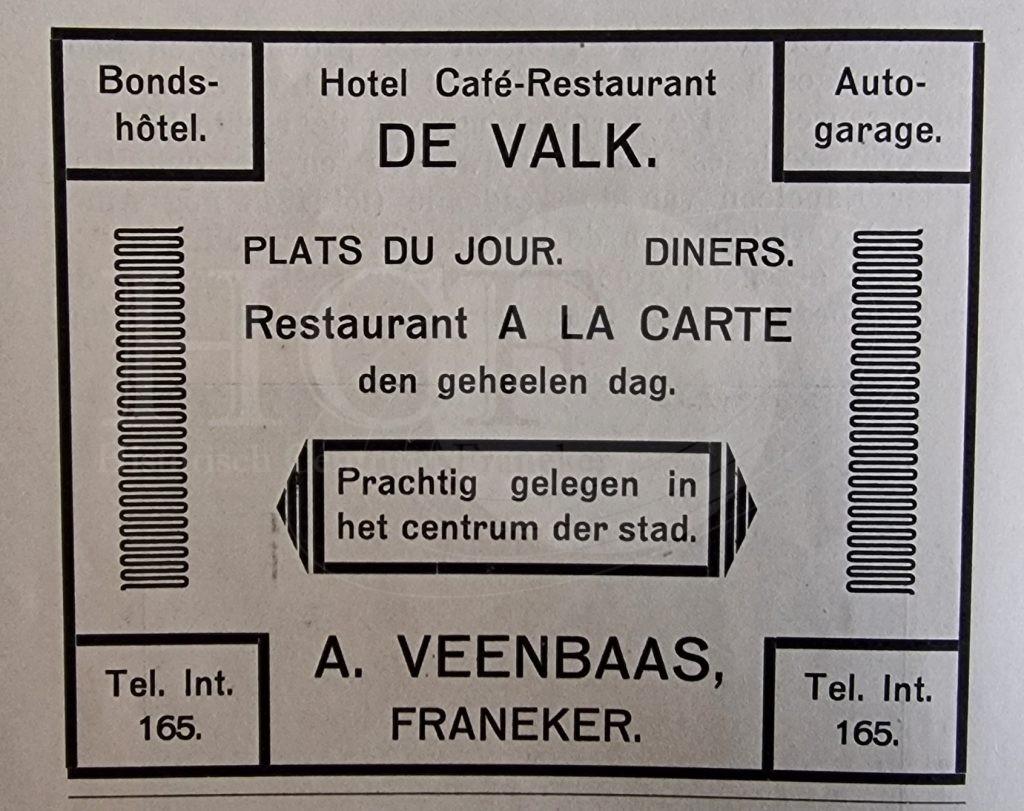 Bonds-
hôtel.
Hotel Café-Restaurant
DE VALK.
Auto-
garage.
PLATS DU JOUR. DINERS.
Restaurant A LA CARTE
den geheelen dag.
Prachtig gelegen in
het centrum der stad.
A. VEENBAAS,
FRANEKER.
Tel. Int.
165.
Tel. Int.
165.